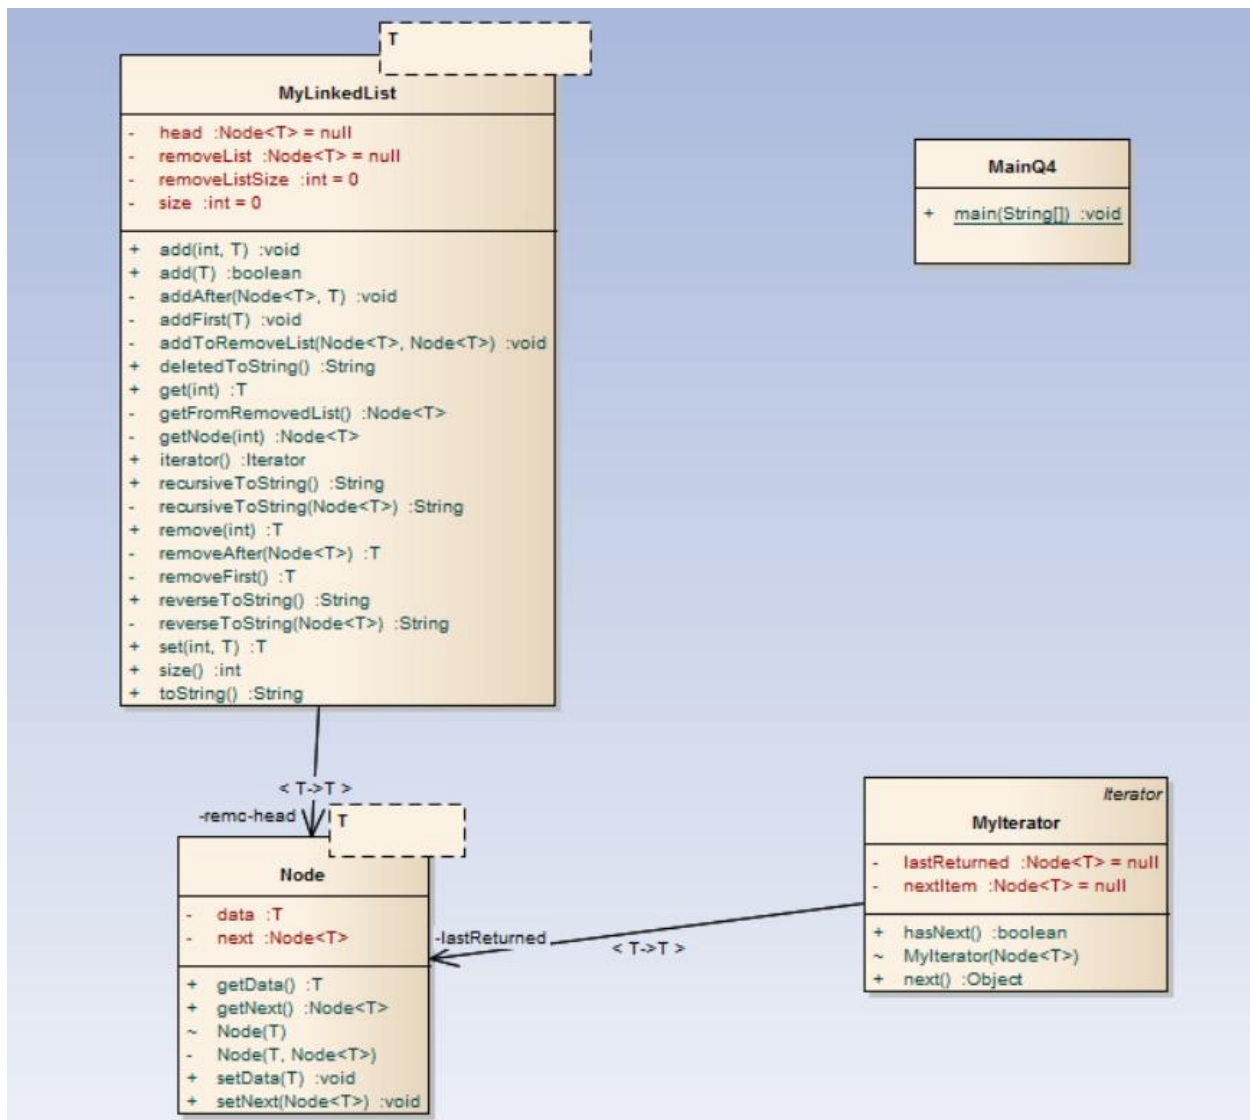 T
MyLinkedList
- head :Node<T> = null
- removeList :Node<T> = null
- removeListSize :int = 0
- size :int = 0
+ add(int, T) :void
+ add(T) :boolean
- addAfter(Node<T>, T) :void
- addFirst(T) :void
- addToRemoveList(Node<T>, Node<T>) :void
+ deletedToString() :String
+ get(int) :T
- getFromRemovedList() :Node<T>
- getNode(int) :Node<T>
+ iterator() :Iterator
+ recursiveToString() :String
- recursiveToString(Node<T>) :String
+ remove(int) :T
- removeAfter(Node<T>) :T
- removeFirst() :T
+ reverseToString() :String
- reverseToString(Node<T>) :String
+ set(int, T) :T
+ size() :int
+ toString() :String
MainQ4
+ main(String[]) :void
< T->T >
-remo-head
T
Node
- data :T
- next :Node<T>
+ getData() :T
+ getNext() :Node<T>
~ Node(T)
- Node(T, Node<T>)
+ setData(T) :void
+ setNext(Node<T>) :void
-lastReturned
< T->T >
Iterator
MyIterator
- lastReturned :Node<T> = null
- nextItem :Node<T> = null
+ hasNext() :boolean
~ MyIterator(Node<T>)
+ next() :Object